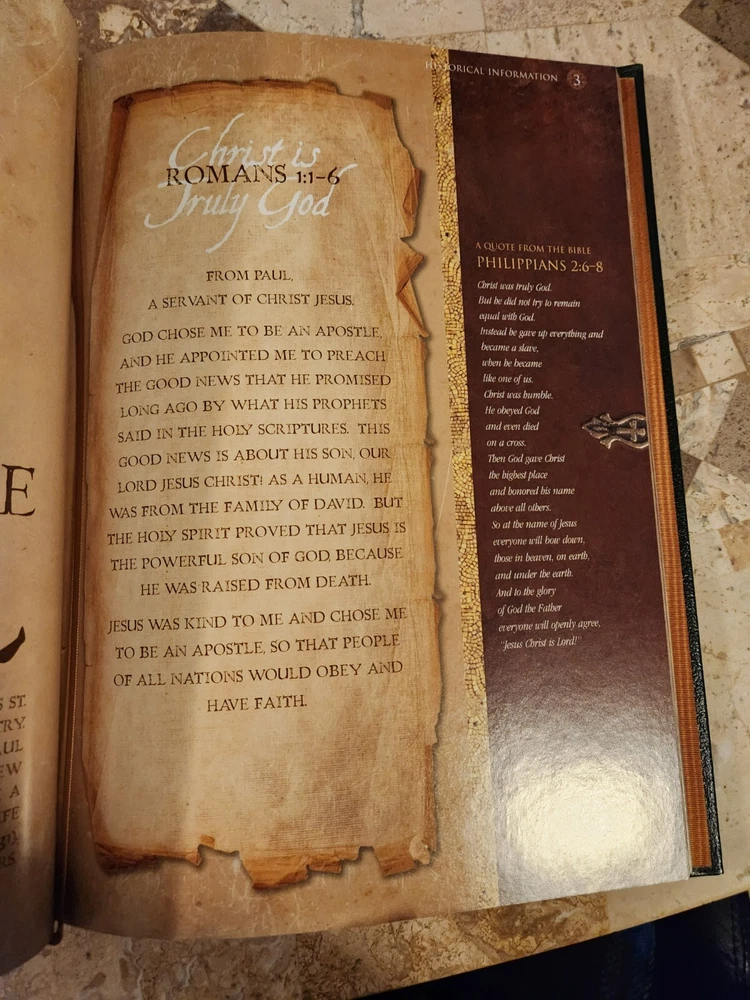 E
S ST.
TRY.
AUL
EW
A
IFE
RS.
Christ is
ROMANS 1:1-6
Truly God
FROM PAUL,
A SERVANT OF CHRIST JESUS.
GOD CHOSE ME TO BE AN APOSTLE,
AND HE APPOINTED ME TO PREACH
THE GOOD NEWS THAT HE PROMISED
LONG AGO BY WHAT HIS PROPHETS
SAID IN THE HOLY SCRIPTURES. THIS
GOOD NEWS IS ABOUT HIS SON, OUR
LORD JESUS CHRIST! AS A HUMAN, HE
WAS FROM THE FAMILY OF DAVID. BUT
THE HOLY SPIRIT PROVED THAT JESUS IS
THE POWERFUL SON OF GOD, BECAUSE
HE WAS RAISED FROM DEATH.
JESUS WAS KIND TO ME AND CHOSE ME
TO BE AN APOSTLE, SO THAT PEOPLE
OF ALL NATIONS WOULD OBEY AND
HAVE FAITH.
HISTORICAL INFORMATION 3
A QUOTE FROM THE BIBLE
PHILIPPIANS 2:6-8
Christ was truly God.
But he did not try to remain
equal with God.
Instead he gave up everything and
became a slave,
when he became
like one of us.
Christ was humble.
He obeyed God
and even died
on a cross.
Then God gave Christ
the highest place
and honored his name
above all others.
So at the name of Jesus
everyone will bow down,
those in heaven, on earth,
and under the earth.
And to the glory
of God the Father
everyone will openly agree,
"Jesus Christ is Lord!"